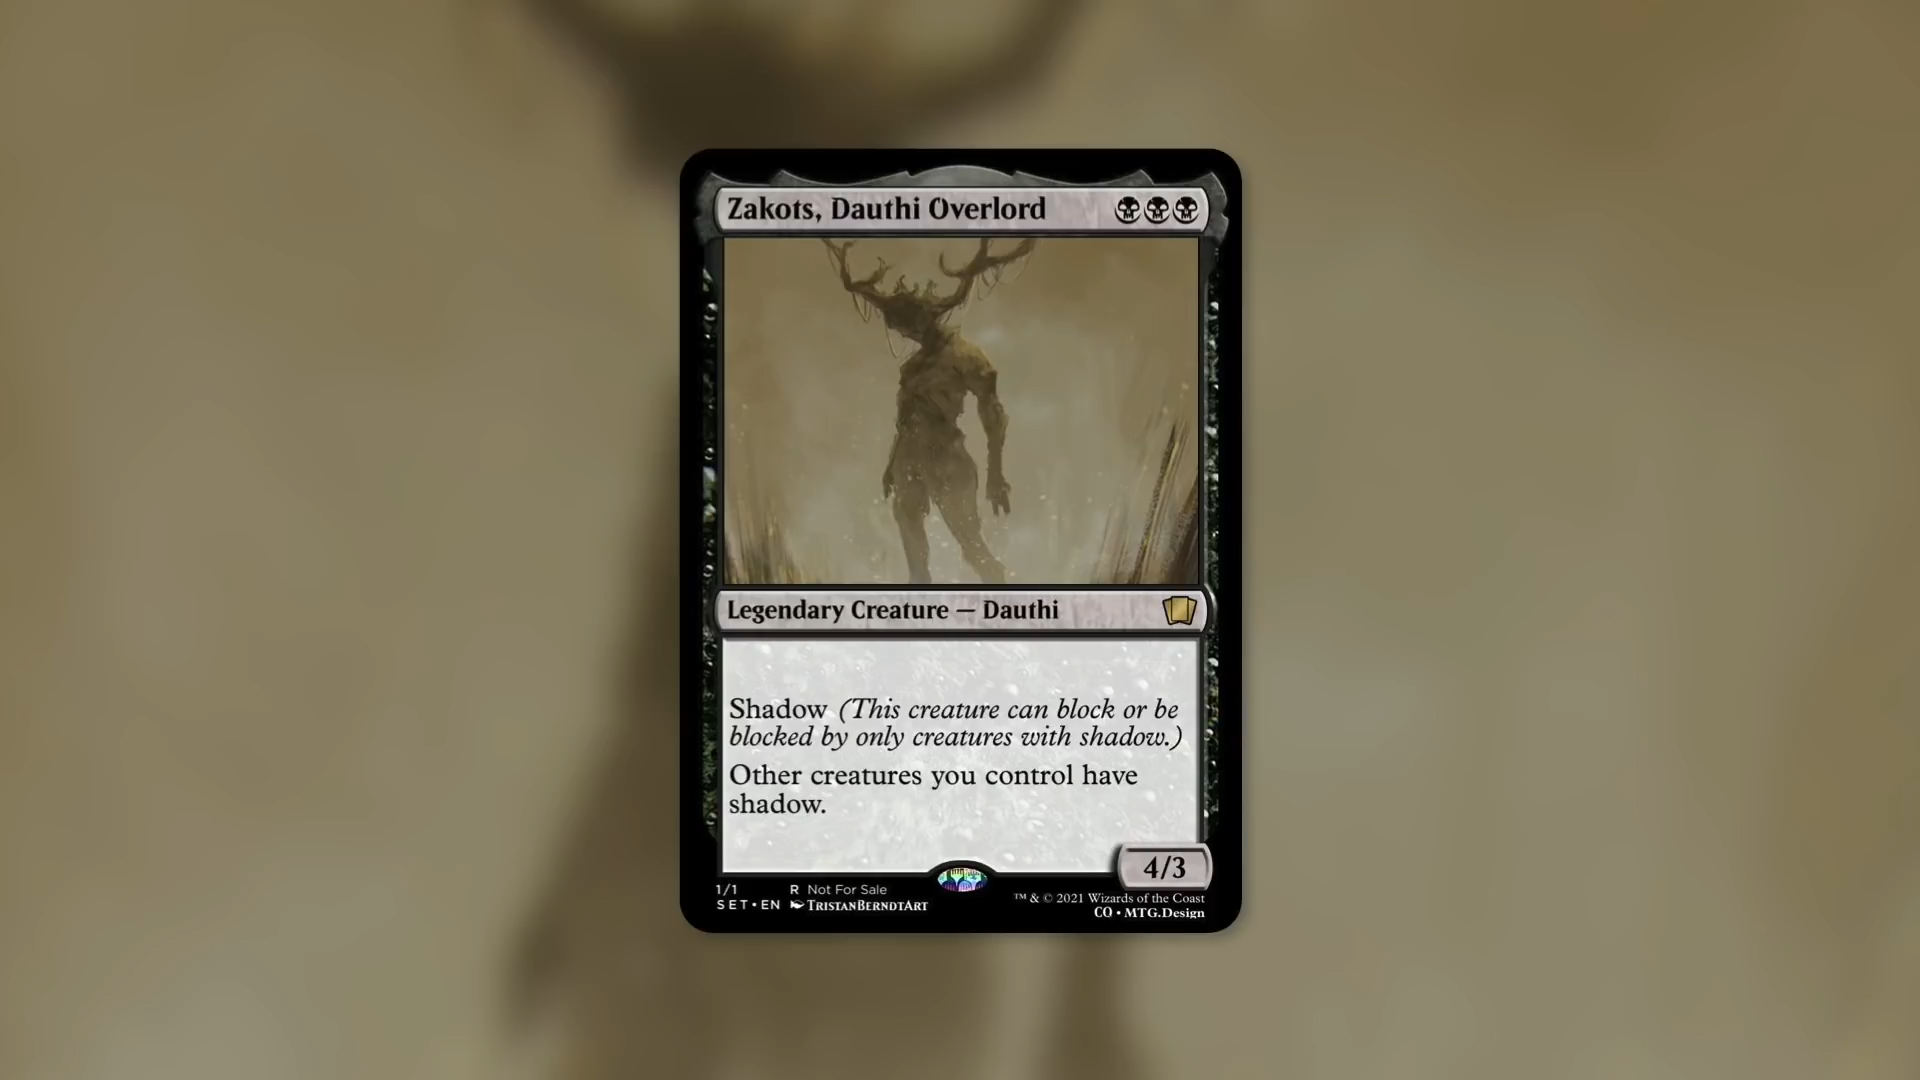 Zakots, Dauthi Overlord
Legendary Creature — Dauthi
Shadow (This creature can block or be
blocked by only creatures with shadow.)
Other creatures you control have
shadow.
4/3
1/1 R Not For Sale
SET • EN TristanBerndtArt
™ & © 2021 Wizards of the Coast
CO • MTG.Design